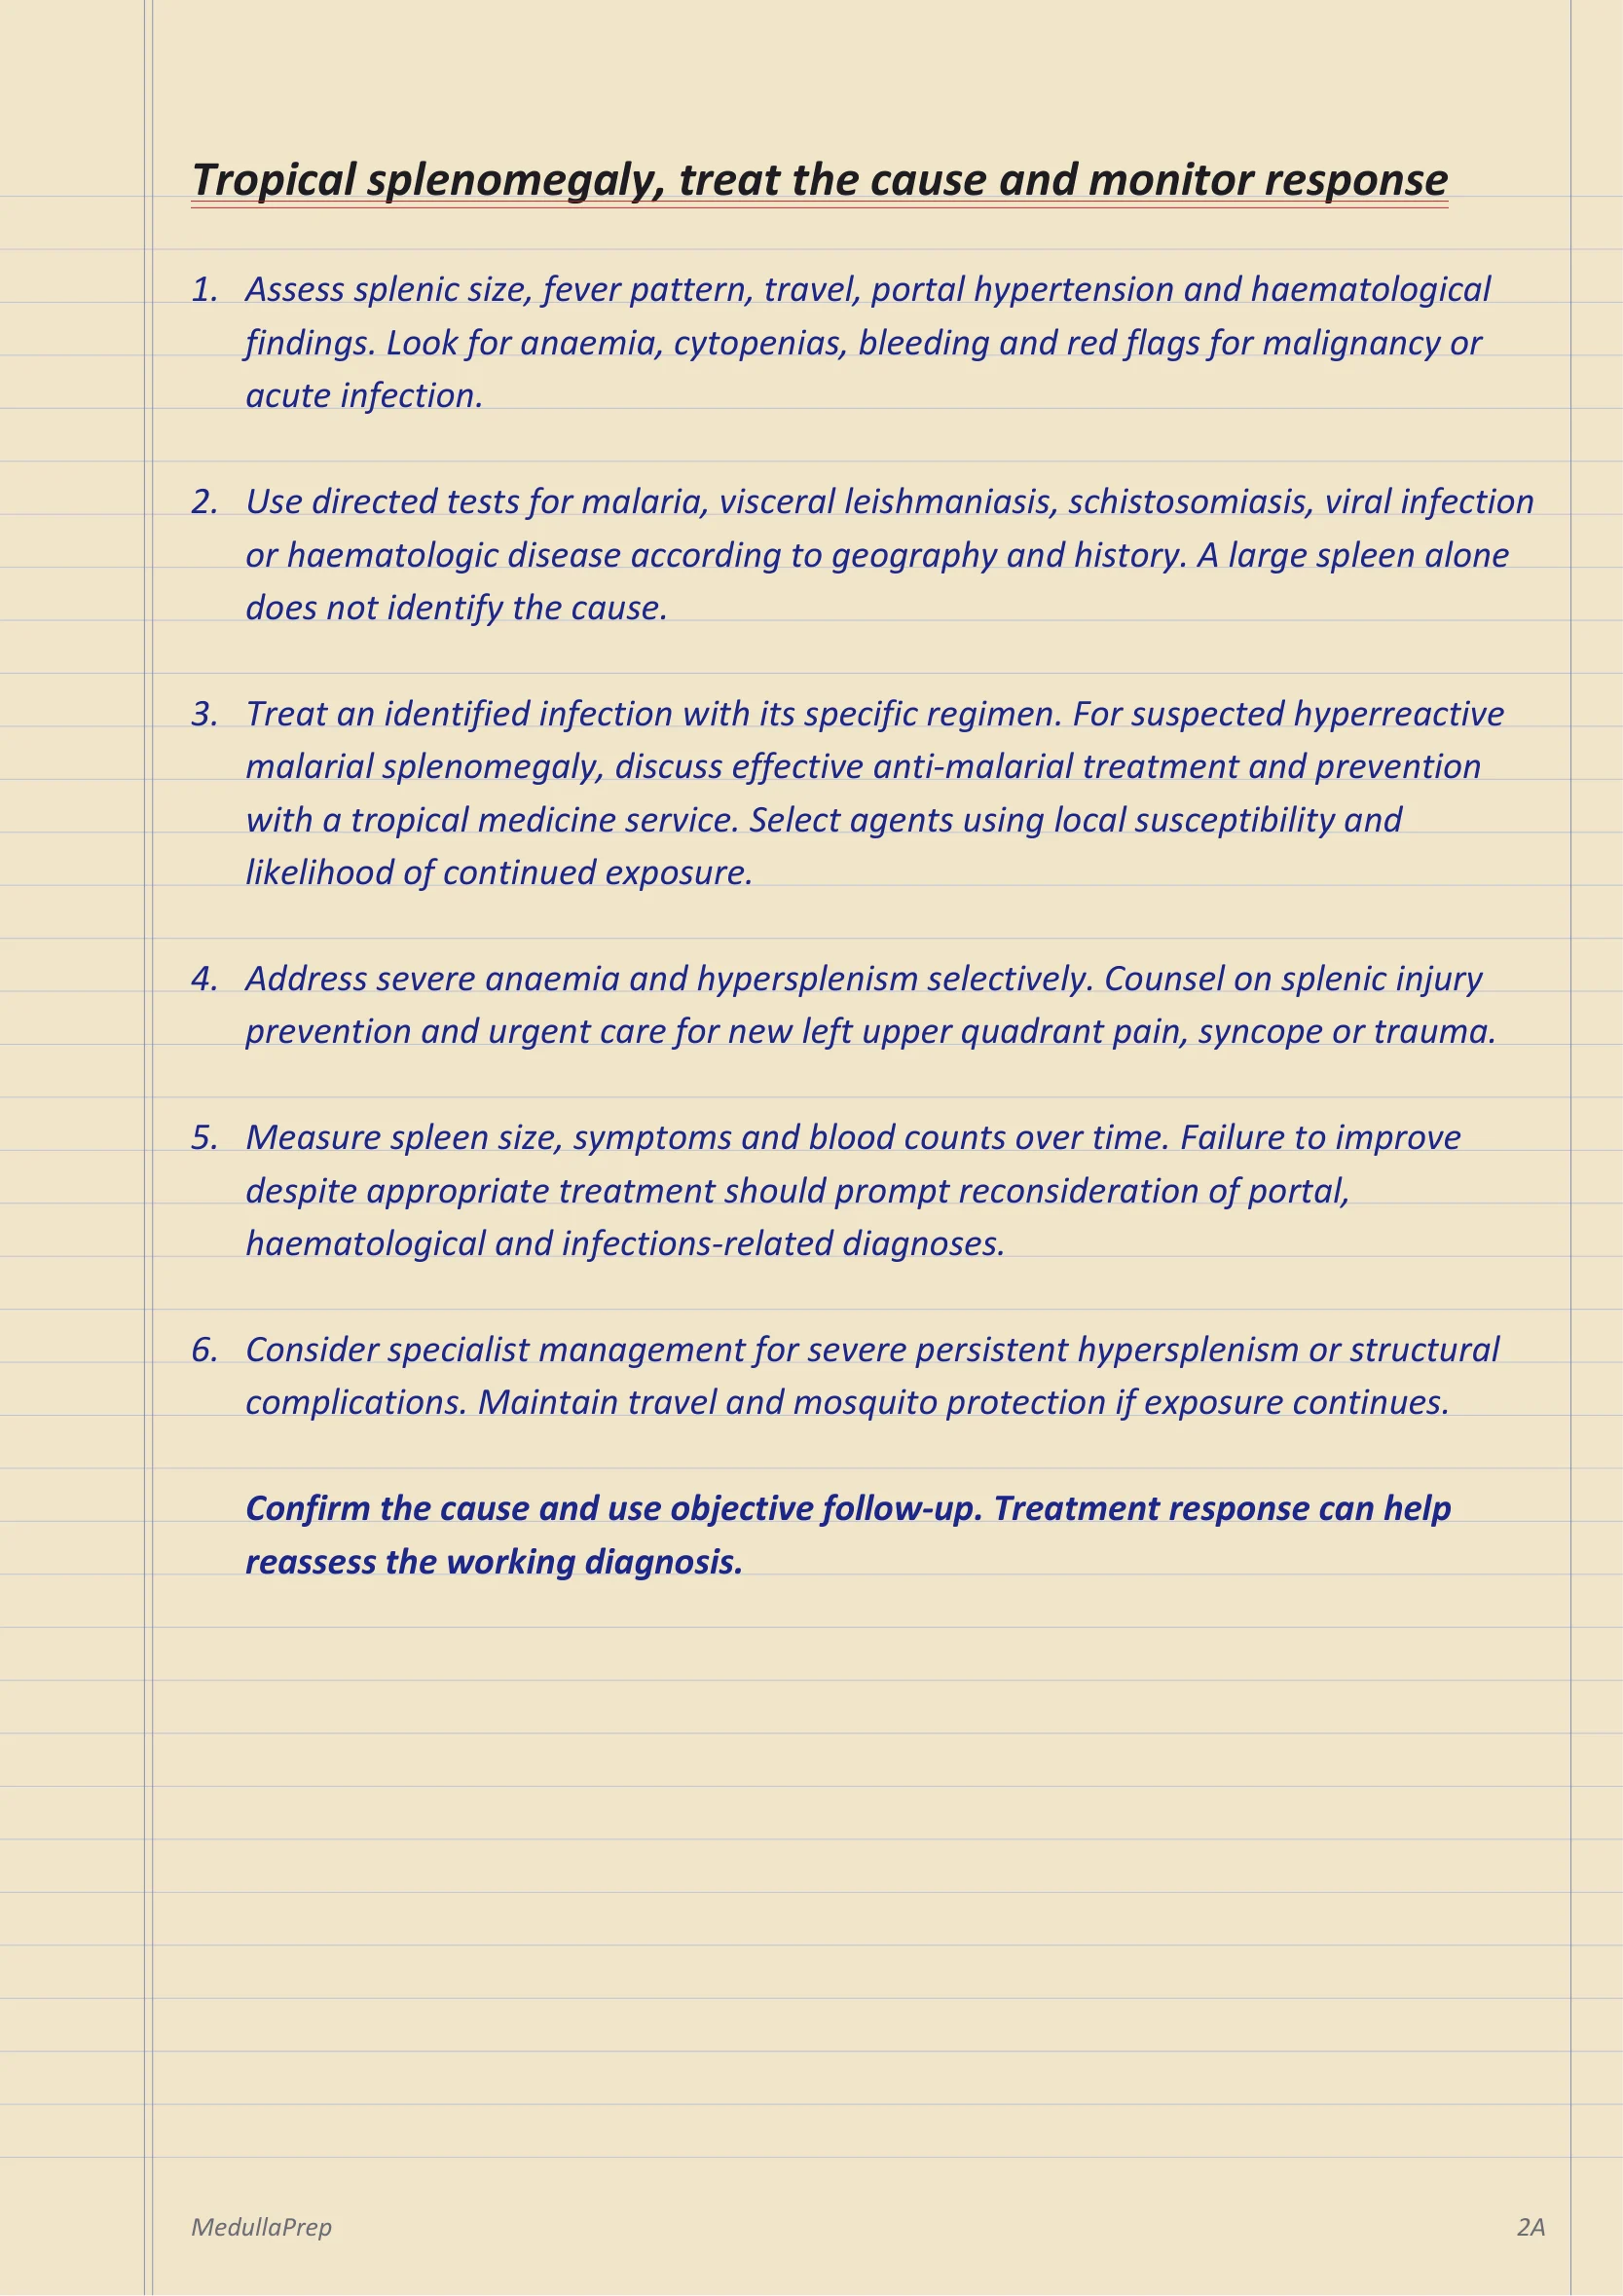 Tropical splenomegaly, treat the cause and monitor response
1. Assess splenic size, fever pattern, travel, portal hypertension and haematological
findings. Look for anaemia, cytopenias, bleeding and red flags for malignancy or
acute infection.
2. Use directed tests for malaria, visceral leishmaniasis, schistosomiasis, viral infection
or haematologic disease according to geography and history. A large spleen alone
does not identify the cause.
3. Treat an identified infection with its specific regimen. For suspected hyperreactive
malarial splenomegaly, discuss effective anti-malarial treatment and prevention
with a tropical medicine service. Select agents using local susceptibility and
likelihood of continued exposure.
4. Address severe anaemia and hypersplenism selectively. Counsel on splenic injury
prevention and urgent care for new left upper quadrant pain, syncope or trauma.
5. Measure spleen size, symptoms and blood counts over time. Failure to improve
despite appropriate treatment should prompt reconsideration of portal,
haematological and infections-related diagnoses.
6. Consider specialist management for severe persistent hypersplenism or structural
complications. Maintain travel and mosquito protection if exposure continues.
Confirm the cause and use objective follow-up. Treatment response can help
reassess the working diagnosis.
MedullaPrep
2A